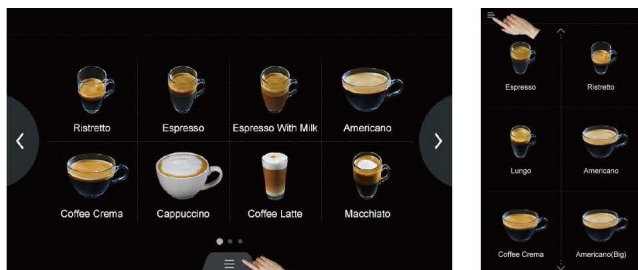 Ristretto Espresso Espresso With Milk Americano
Coffee Crema Cappuccino Coffee Latte Macchiato
Espresso Ristretto
Lungo Americano
Coffee Crema Americano(Big)